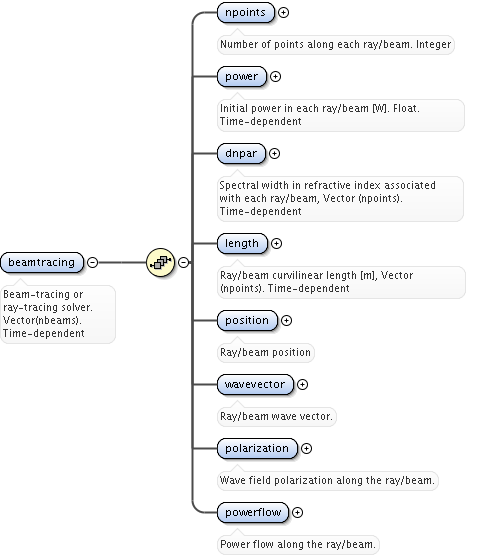 npoints
Number of points along each ray/beam. Integer
power
Initial power in each ray/beam [W]. Float.
Time-dependent
dnpar
Spectral width in refractive index associated
with each ray/beam, Vector (npoints).
Time-dependent
length
Ray/beam curvilinear length [m], Vector
(npoints). Time-dependent
beamtracing
Beam-tracing or
ray-tracing solver.
Vector(nbeams).
Time-dependent
position
Ray/beam position
wavevector
Ray/beam wave vector.
polarization
Wave field polarization along the ray/beam.
powerflow
Power flow along the ray/beam.